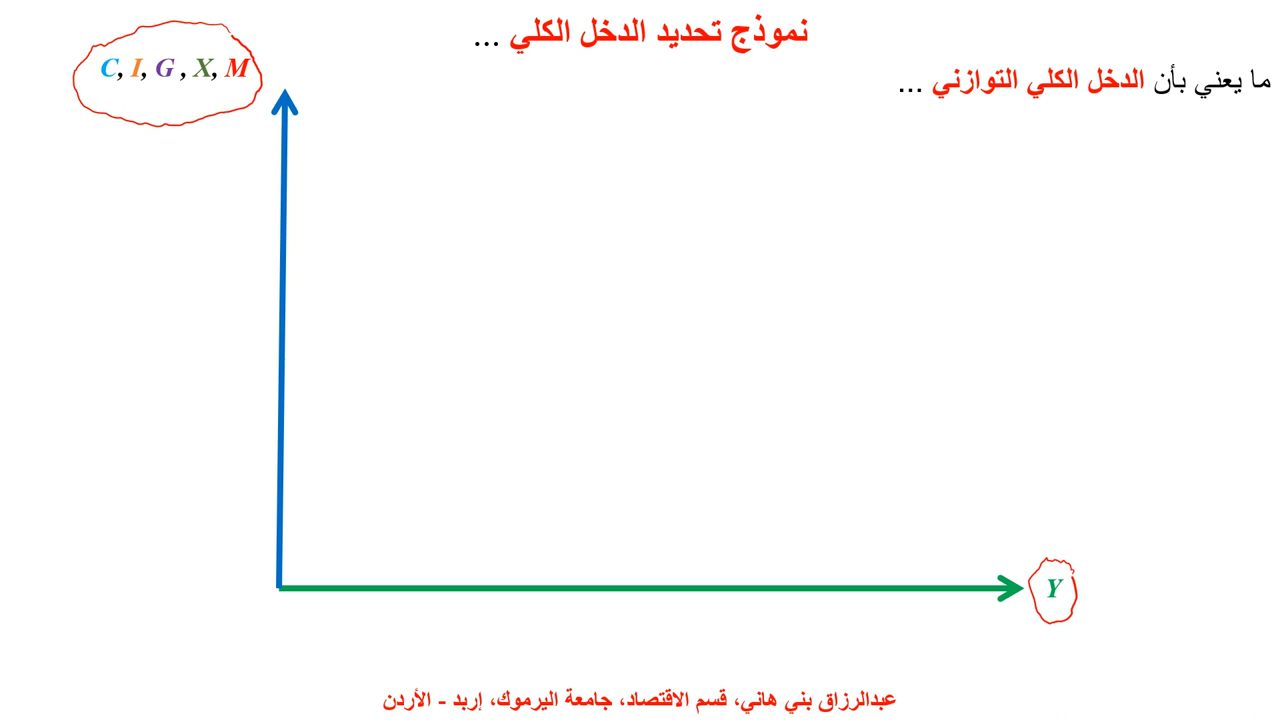 نموذج تحديد الدخل الكلي ...
C, I, G , X, M
ما يعني بأن الدخل الكلي التوازني ...
Y
عبدالرزاق بني هاني، قسم الاقتصاد، جامعة اليرموك، إربد - الأردن